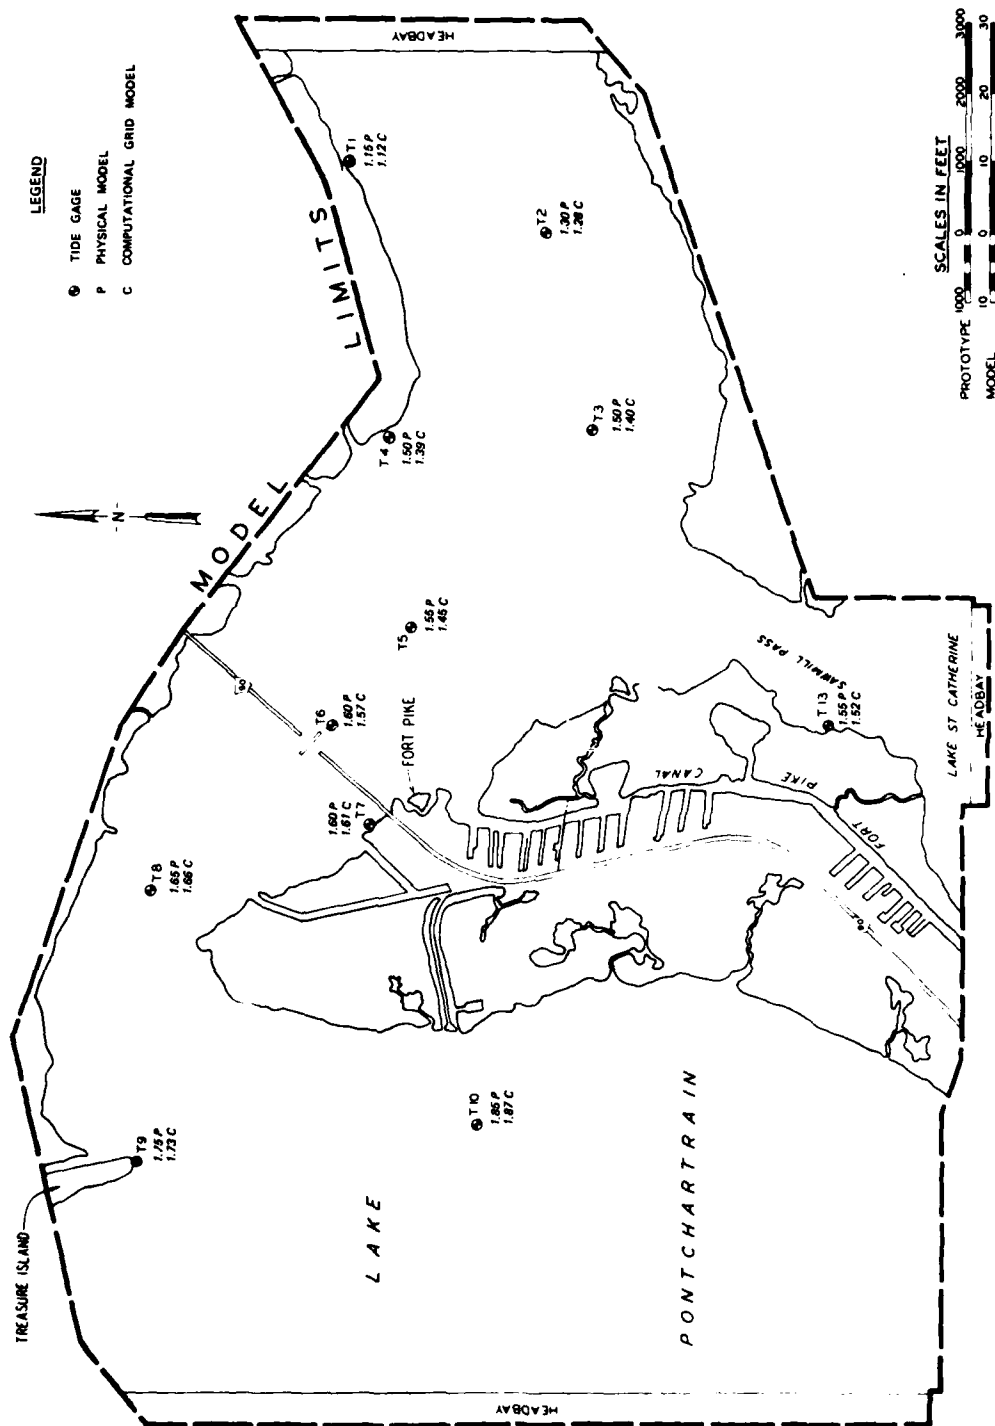 LEGEND
TIDE GAGE
P PHYSICAL MODEL
C COMPUTATIONAL GRID MODEL
HEADBAY
MODEL LIMITS
-N-
T1
1.15 P
1.12 C
T2
1.30 P
1.28 C
T3
1.50 P
1.40 C
T4
1.50 P
1.39 C
T5
1.55 P
1.45 C
T6
1.60 P
1.57 C
FORT PIKE
1.60 P
1.61 C
T7
T8
1.65 P
1.66 C
TREASURE ISLAND
T9
1.75 P
1.73 C
T10
1.85 P
1.87 C
T13
1.55 P
1.52 C
SAWMILL PASS
FORT PIKE CANAL
90
LAKE ST CATHERINE
HEADBAY
LAKE
PONTCHARTRAIN
HEADBAY
SCALES IN FEET
PROTOTYPE 1000 0 1000 2000 3000
MODEL 10 0 10 20 30